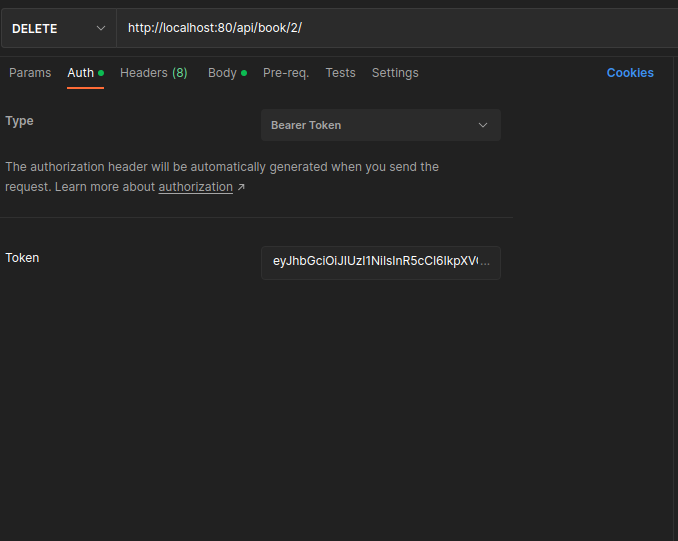 DELETE http://localhost:80/api/book/2/
Params Auth Headers (8) Body Pre-req. Tests Settings Cookies
Type Bearer Token
The authorization header will be automatically generated when you send the
request. Learn more about authorization ↗
Token eyJhbGciOiJIUzI1NiIsInR5cCI6IkpXV...